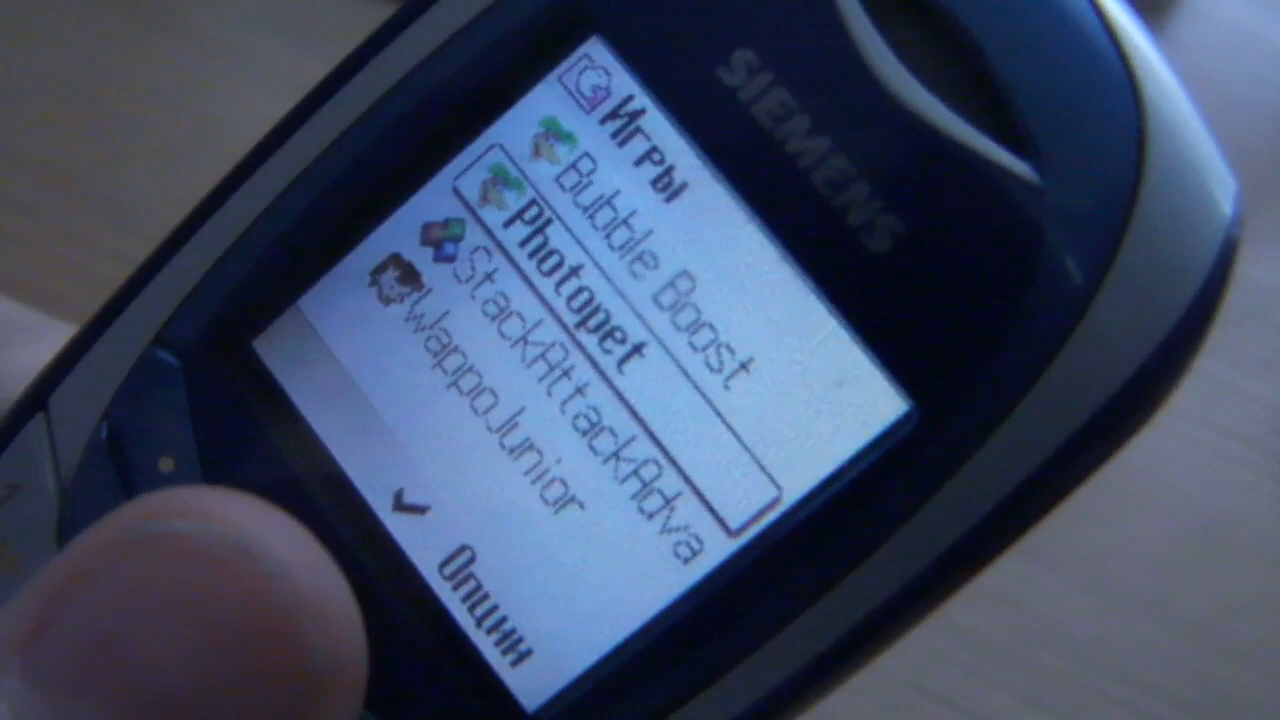 SIEMENS
Игры
Bubble Boost
Photopet
StackAttackAdva
WappoJunior
Опции